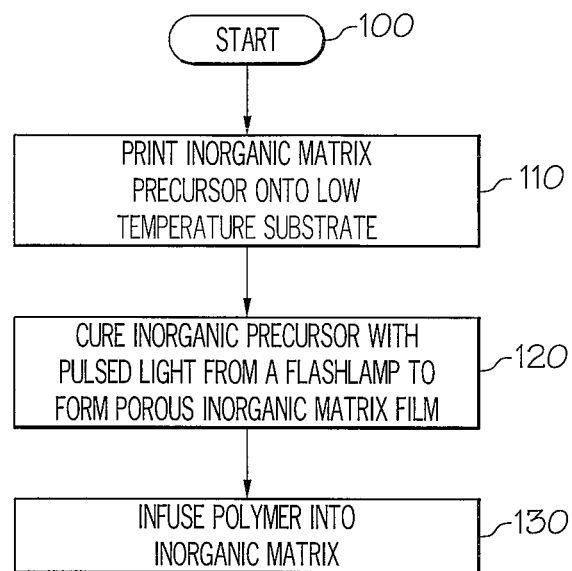 START
100
PRINT INORGANIC MATRIX
PRECURSOR ONTO LOW
TEMPERATURE SUBSTRATE
110
CURE INORGANIC PRECURSOR WITH
PULSED LIGHT FROM A FLASHLAMP TO
FORM POROUS INORGANIC MATRIX FILM
120
INFUSE POLYMER INTO
INORGANIC MATRIX
130